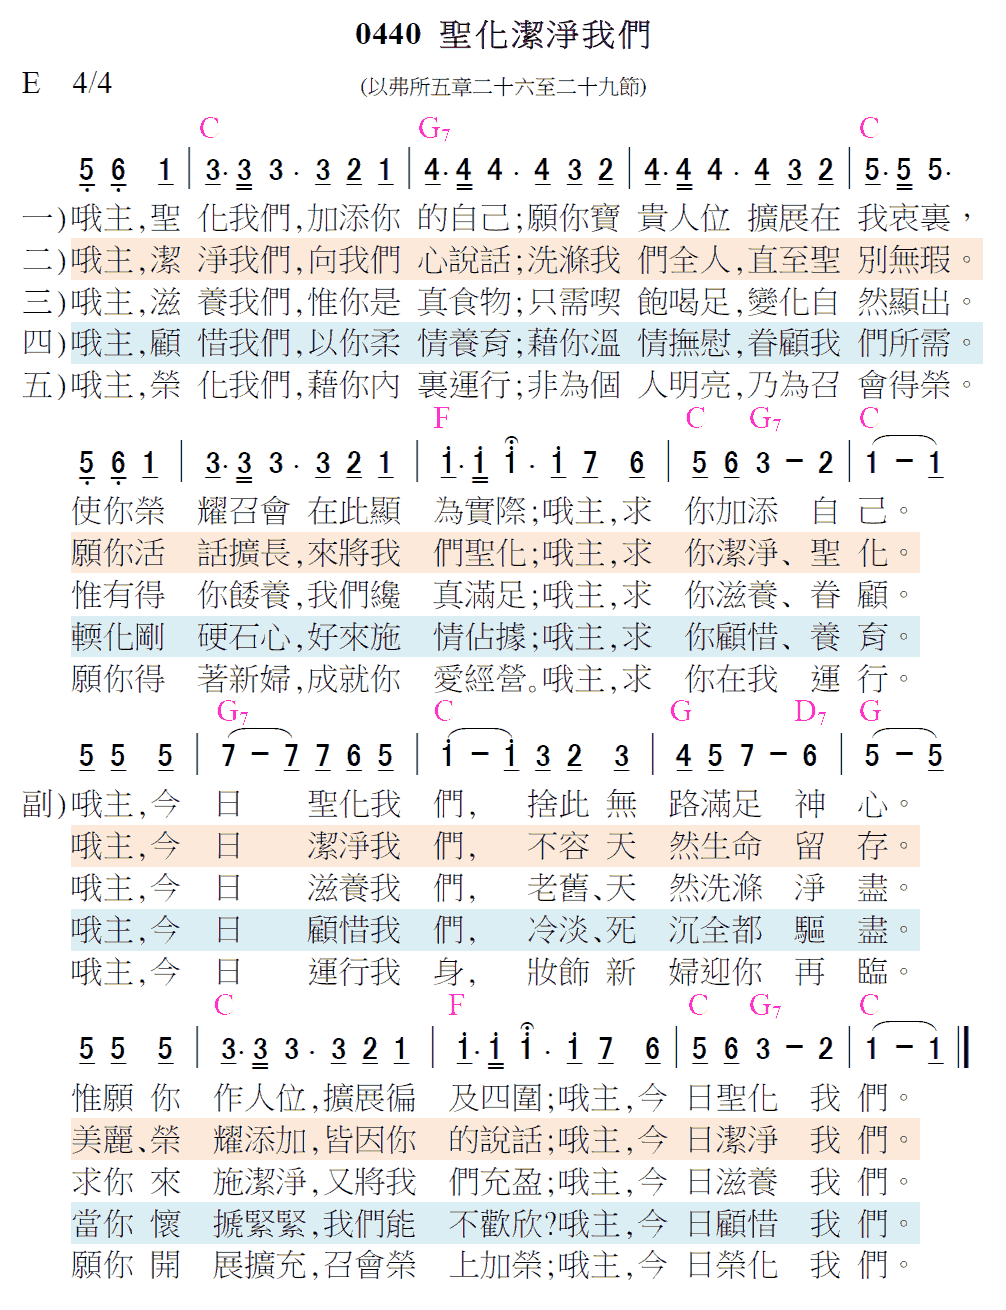 0440 聖化潔淨我們
E 4/4 (以弗所五章二十六至二十九節)
C G7 C
5 6 1 | 3· 3 3 · 3 2 1 | 4· 4 4 · 4 3 2 | 4· 4 4 · 4 3 2 | 5· 5 5·
一)哦主,聖 化我們,加添你 的自己;願你寶 貴人位 擴展在 我衷裏,
二)哦主,潔 淨我們,向我們 心說話;洗滌我 們全人,直至聖 別無瑕。
三)哦主,滋 養我們,惟你是 真食物;只需喫 飽喝足,變化自 然顯出。
四)哦主,顧 惜我們,以你柔 情養育;藉你溫 情撫慰,眷顧我 們所需。
五)哦主,榮 化我們,藉你內 裏運行;非為個 人明亮,乃為召 會得榮。
F C G7 C
5 6 1 | 3· 3 3 · 3 2 1 | 1· 1 1 · 1 7 6 | 5 6 3 − 2 | 1 − 1
使你榮 耀召會 在此顯 為實際;哦主,求 你加添 自 己。
願你活 話擴長,來將我 們聖化;哦主,求 你潔淨、聖 化。
惟有得 你餧養,我們纔 真滿足;哦主,求 你滋養、眷 顧。
輭化剛 硬石心,好來施 情佔據;哦主,求 你顧惜、養 育。
願你得 著新婦,成就你 愛經營。哦主,求 你在我 運 行。
G7 C G D7 G
5 5 5 | 7 − 7 7 6 5 | 1 − 1 3 2 3 | 4 5 7 − 6 | 5 − 5
副)哦主,今 日 聖化我 們, 捨此 無 路滿足 神 心。
哦主,今 日 潔淨我 們, 不容 天 然生命 留 存。
哦主,今 日 滋養我 們, 老舊、天 然洗滌 淨 盡。
哦主,今 日 顧惜我 們, 冷淡、死 沉全都 驅 盡。
哦主,今 日 運行我 身, 妝飾 新 婦迎你 再 臨。
C F C G7 C
5 5 5 | 3· 3 3 · 3 2 1 | 1· 1 1 · 1 7 6 | 5 6 3 − 2 | 1 − 1
惟願 你 作人位,擴展徧 及四圍;哦主,今 日聖化 我 們。
美麗、榮 耀添加,皆因你 的說話;哦主,今 日潔淨 我 們。
求你 來 施潔淨,又將我 們充盈;哦主,今 日滋養 我 們。
當你 懷 搋緊緊,我們能 不歡欣?哦主,今 日顧惜 我 們。
願你 開 展擴充,召會榮 上加榮;哦主,今 日榮化 我 們。